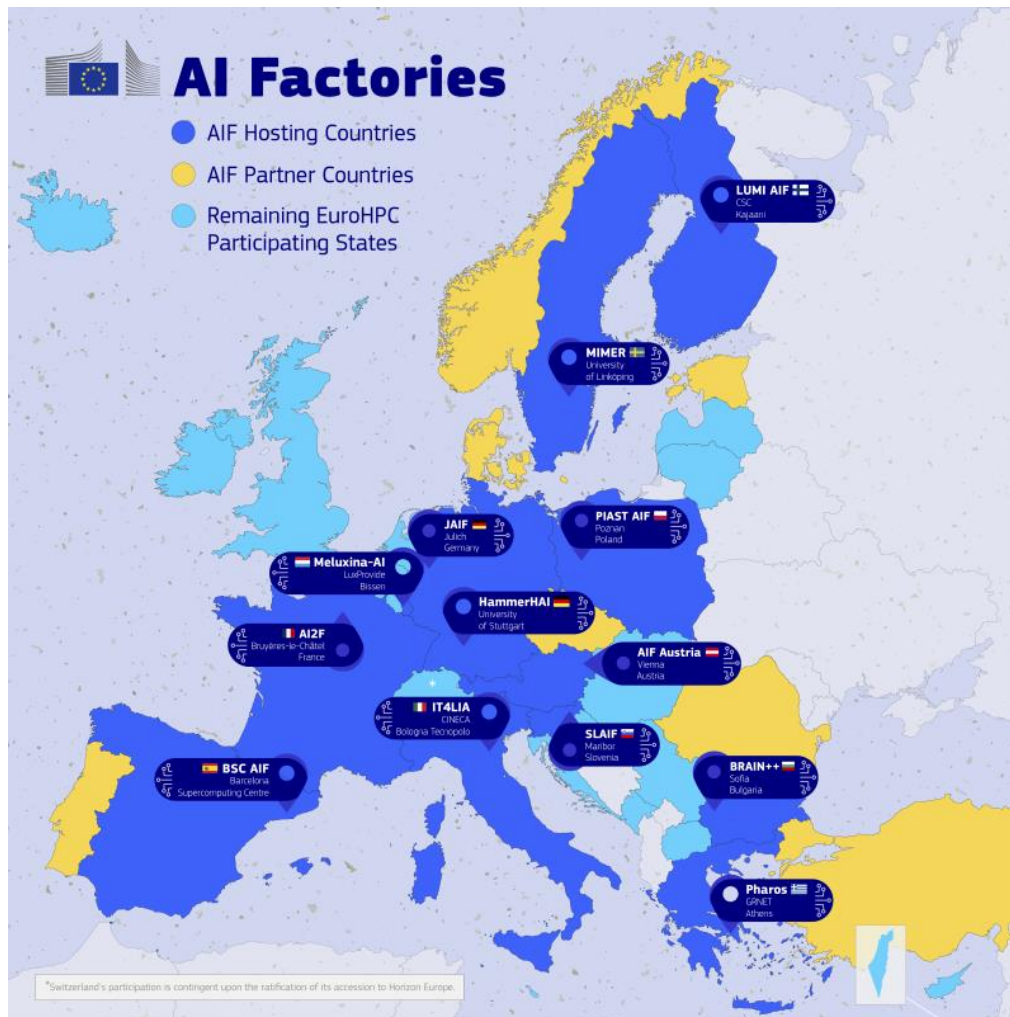 AI Factories
AIF Hosting Countries
AIF Partner Countries
Remaining EuroHPC
Participating States
LUMI AIF
CSC
Kajaani
MIMER
University
of Linköping
JAIF
Julich
Germany
PIAST AIF
Poznan
Poland
Meluxina-AI
LuxProvide
Bissen
HammerHAI
University
of Stuttgart
AI2F
Bruyères-le-Châtel
France
AIF Austria
Vienna
Austria
IT4LIA
CINECA
Bologna Tecnopolo
SLAIF
Maribor
Slovenia
BSC AIF
Barcelona
Supercomputing Centre
BRAIN++
Sofia
Bulgaria
Pharos
GRNET
Athens
*
*Switzerland's participation is contingent upon the ratification of its accession to Horizon Europe.